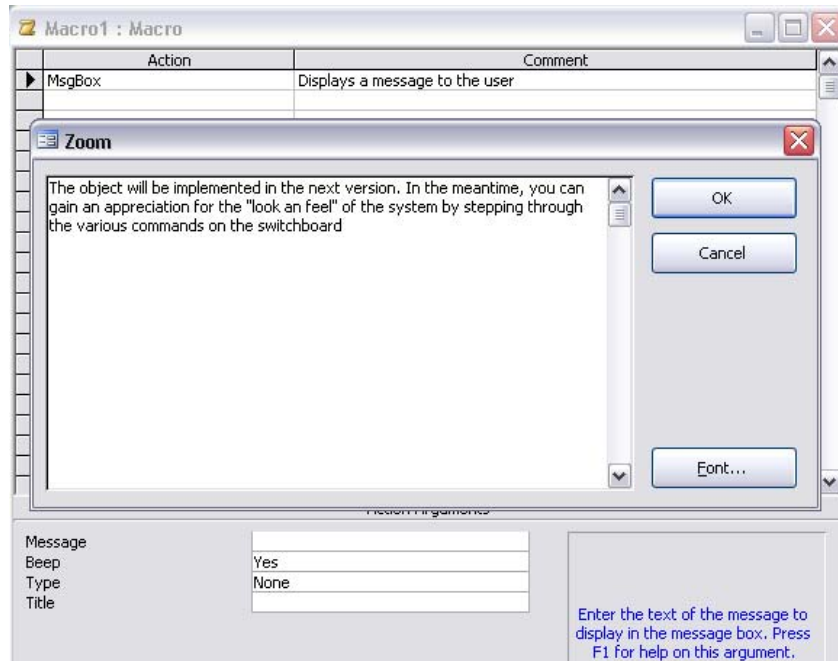 Macro1 : Macro
Action Comment
MsgBox Displays a message to the user
Zoom
The object will be implemented in the next version. In the meantime, you can
gain an appreciation for the "look an feel" of the system by stepping through
the various commands on the switchboard
OK
Cancel
Font...
Action Arguments
Message
Beep Yes
Type None
Title
Enter the text of the message to
display in the message box. Press
F1 for help on this argument.